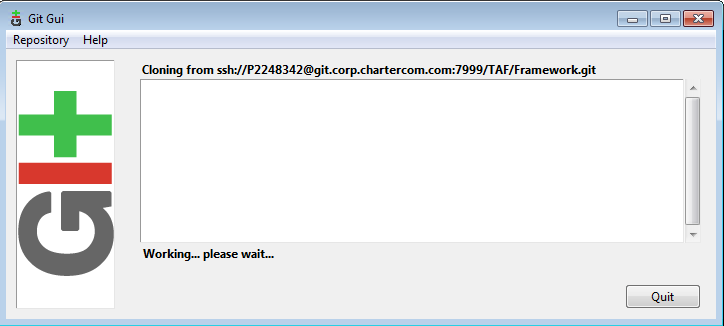 Git Gui
Repository Help
Cloning from ssh://P2248342@git.corp.chartercom.com:7999/TAF/Framework.git
GIt
Working... please wait...
Quit